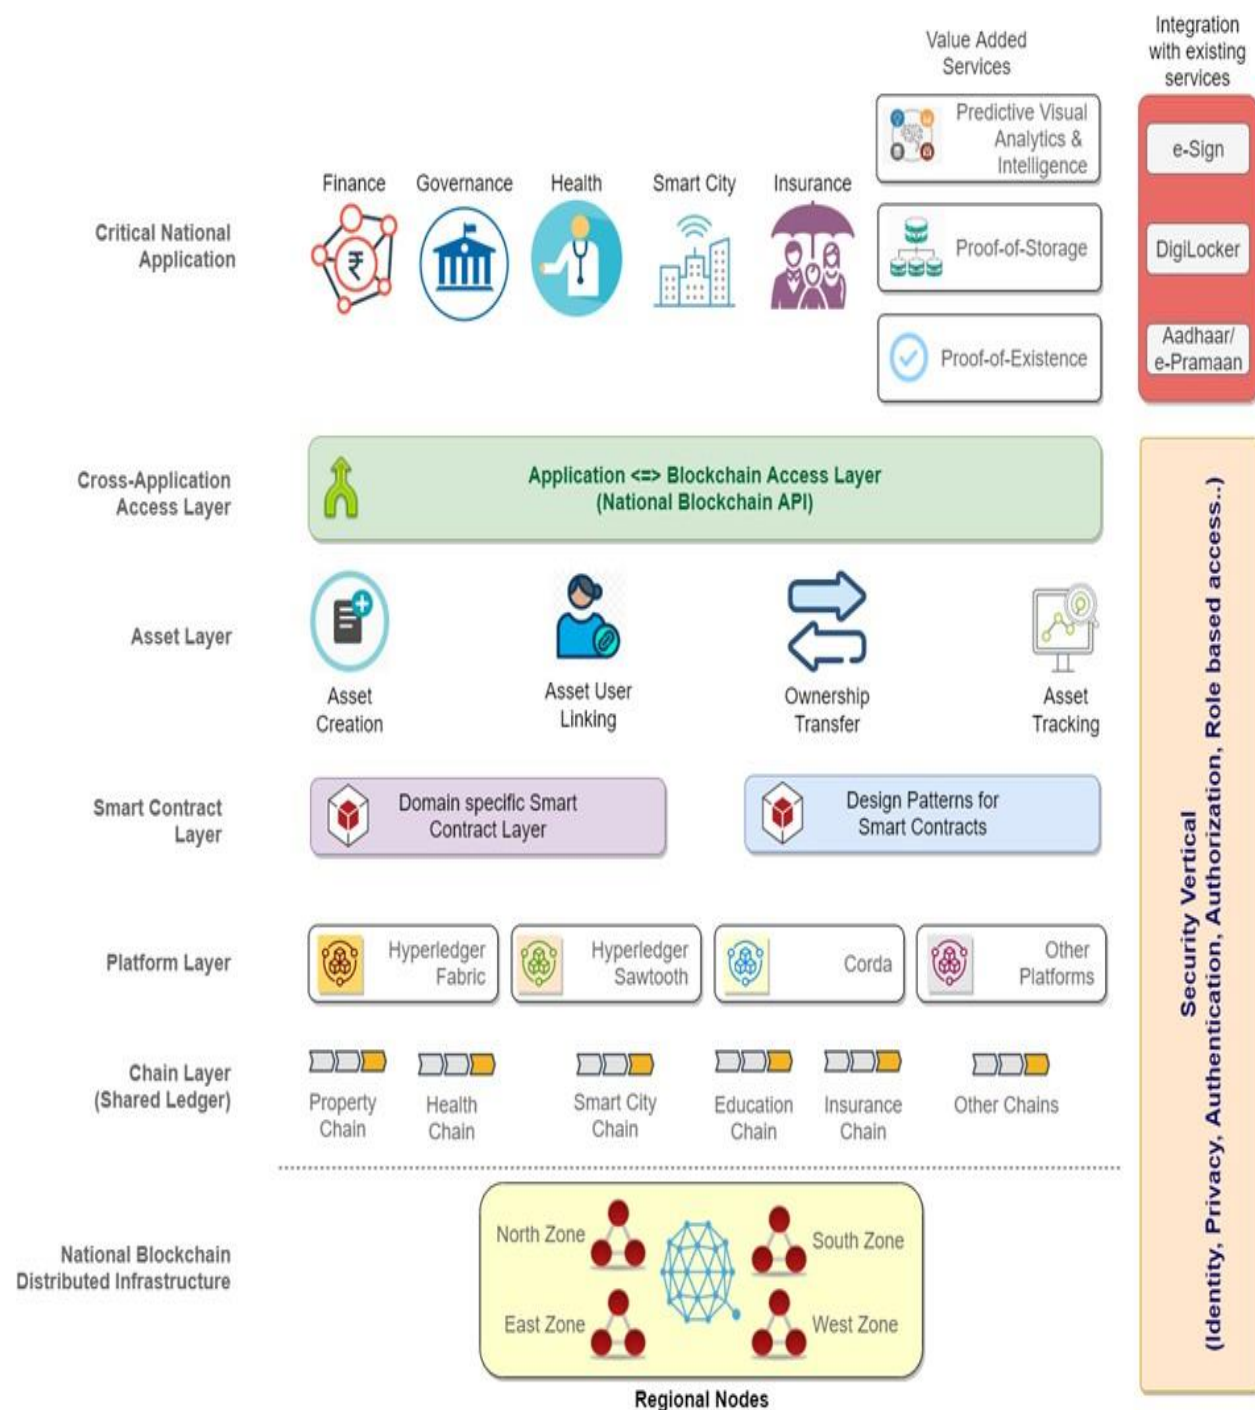 Value Added
Services
Integration
with existing
services
Critical National
Application
Finance
Governance
Health
Smart City
Insurance
Predictive Visual
Analytics &
Intelligence
Proof-of-Storage
Proof-of-Existence
e-Sign
DigiLocker
Aadhaar/
e-Pramaan
Cross-Application
Access Layer
Application <=> Blockchain Access Layer
(National Blockchain API)
Asset Layer
Asset
Creation
Asset User
Linking
Ownership
Transfer
Asset
Tracking
Smart Contract
Layer
Domain specific Smart
Contract Layer
Design Patterns for
Smart Contracts
Platform Layer
Hyperledger
Fabric
Hyperledger
Sawtooth
Corda
Other
Platforms
Chain Layer
(Shared Ledger)
Property
Chain
Health
Chain
Smart City
Chain
Education
Chain
Insurance
Chain
Other Chains
National Blockchain
Distributed Infrastructure
North Zone
South Zone
East Zone
West Zone
Regional Nodes
Security Vertical
(Identity, Privacy, Authentication, Authorization, Role based access..)